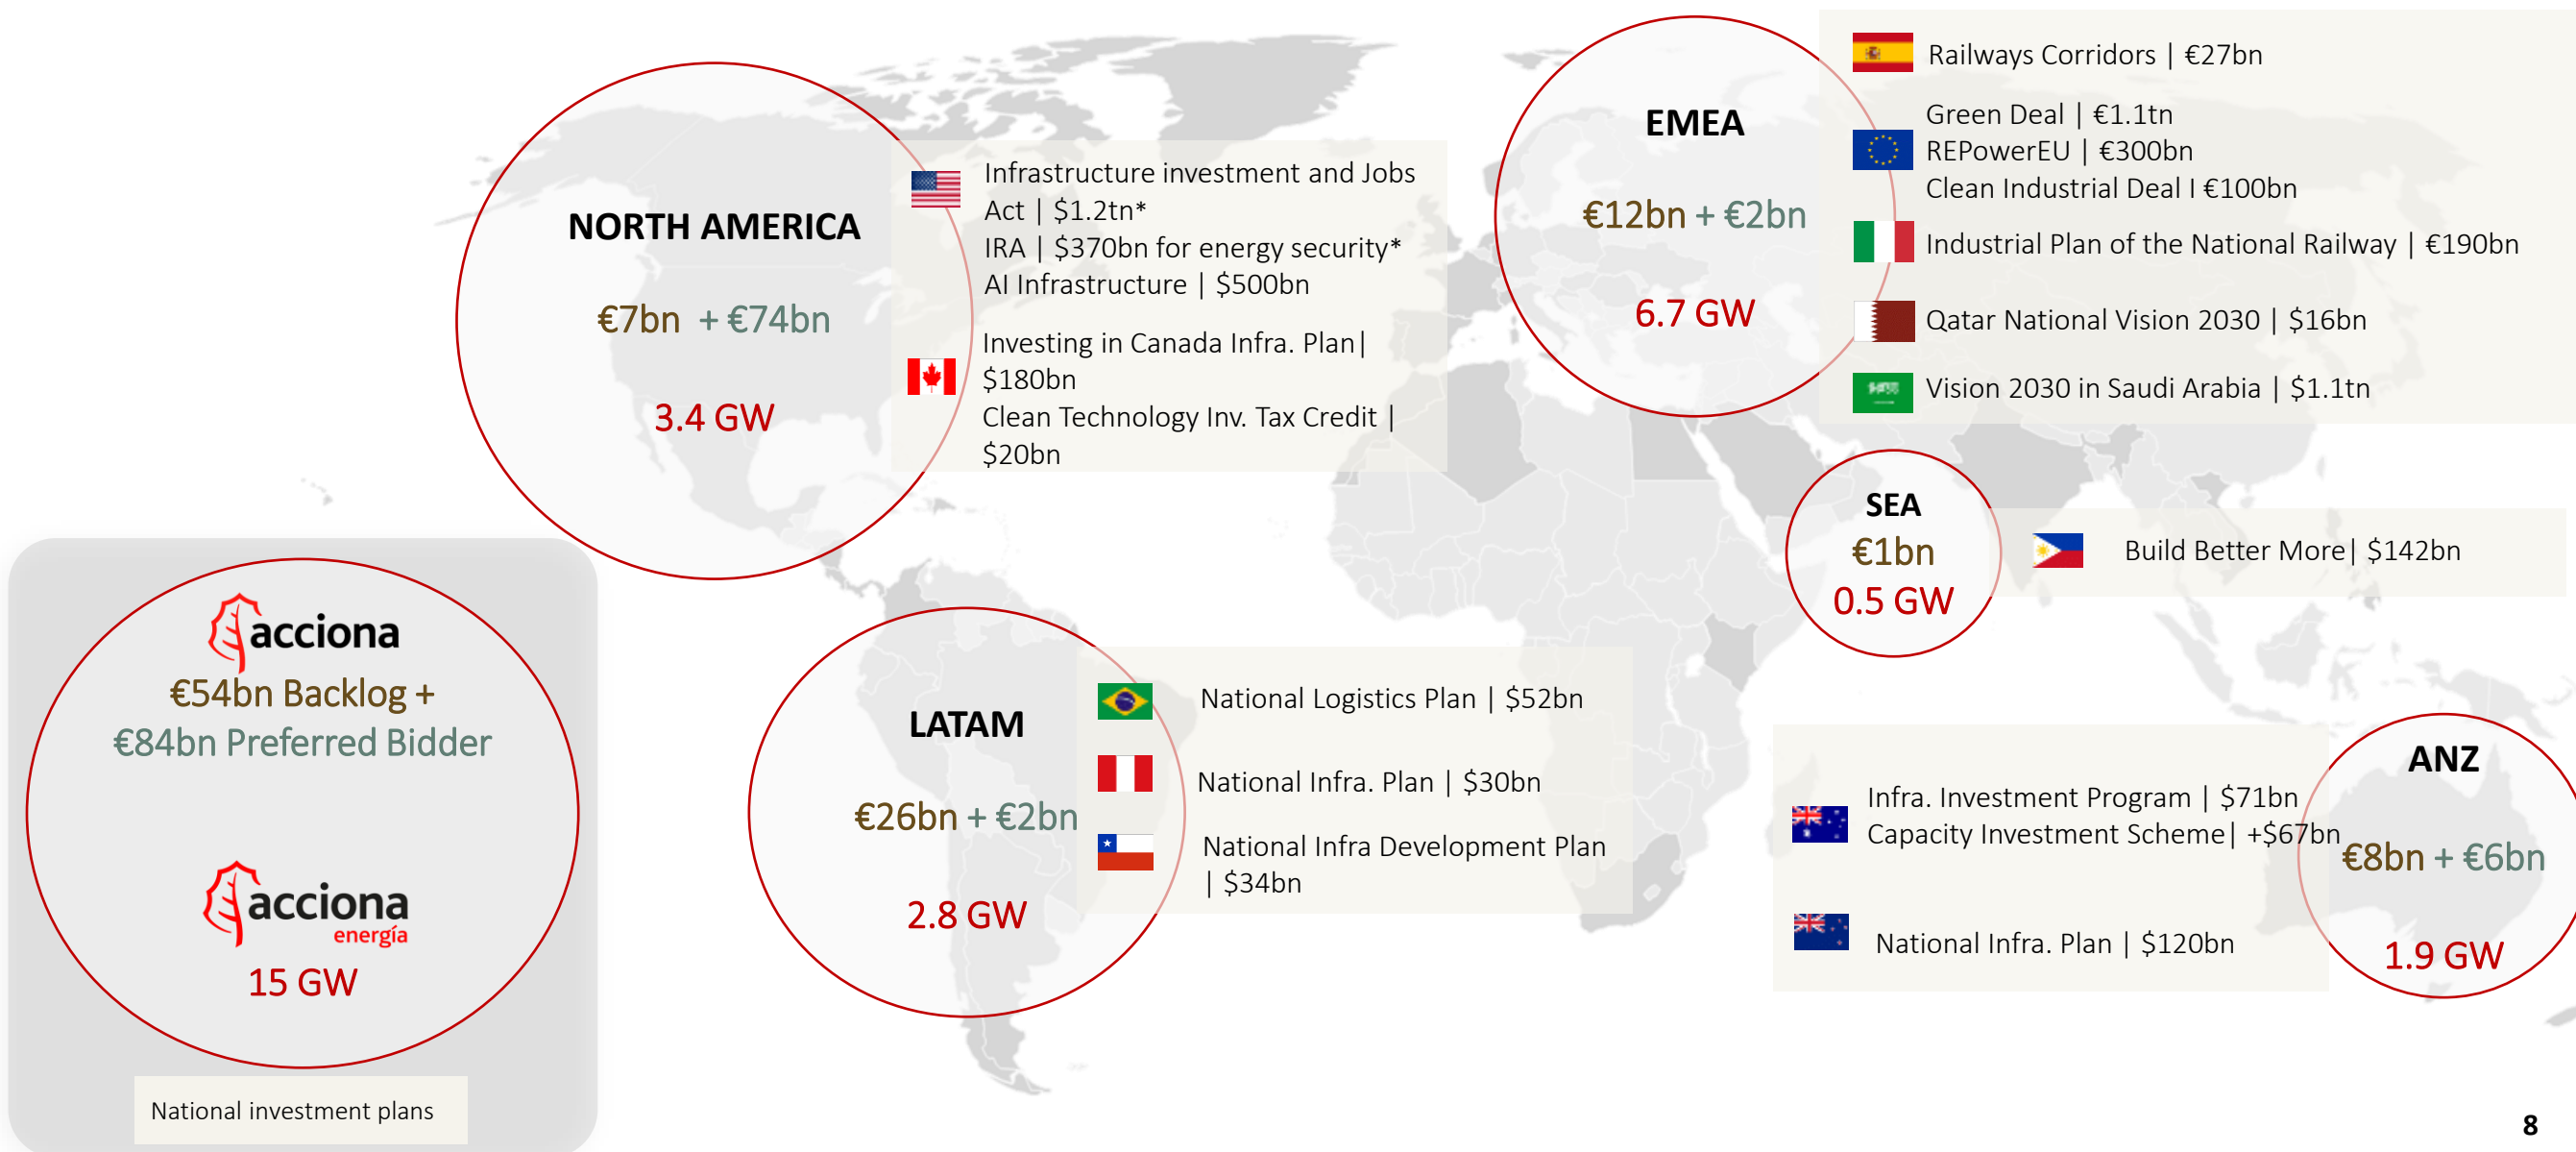 NORTH AMERICA
€7bn + €74bn
3.4 GW
Infrastructure investment and Jobs
Act | $1.2tn*
IRA | $370bn for energy security*
AI Infrastructure | $500bn
Investing in Canada Infra. Plan|
$180bn
Clean Technology Inv. Tax Credit |
$20bn
EMEA
€12bn + €2bn
6.7 GW
Railways Corridors | €27bn
Green Deal | €1.1tn
REPowerEU | €300bn
Clean Industrial Deal I €100bn
Industrial Plan of the National Railway | €190bn
Qatar National Vision 2030 | $16bn
Vision 2030 in Saudi Arabia | $1.1tn
SEA
€1bn
0.5 GW
Build Better More| $142bn
acciona
€54bn Backlog +
€84bn Preferred Bidder
acciona
energía
15 GW
National investment plans
LATAM
€26bn + €2bn
2.8 GW
National Logistics Plan | $52bn
National Infra. Plan | $30bn
National Infra Development Plan
| $34bn
Infra. Investment Program | $71bn
Capacity Investment Scheme| +$67bn
National Infra. Plan | $120bn
ANZ
€8bn + €6bn
1.9 GW
8